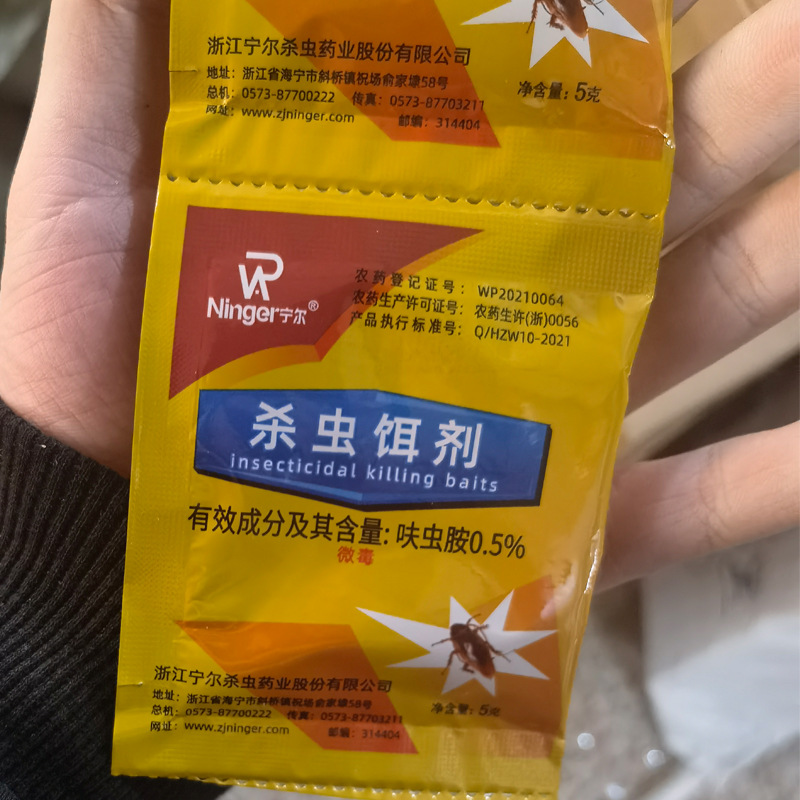 浙江宁尔杀虫药业股份有限公司
地址：浙江省海宁市斜桥镇祝场俞家埭58号
总机：0573-87700222 传真：0573-87703211
网址：www.zjninger.com 邮编：314404
净含量：5克
VR
Ninger宁尔®
农药登记证号：WP20210064
农药生产许可证号：农药生许(浙)0056
产品执行标准号：Q/HZW10-2021
杀虫饵剂
insecticidal killing baits
有效成分及其含量：呋虫胺0.5%
微毒
浙江宁尔杀虫药业股份有限公司
地址：浙江省海宁市斜桥镇祝场俞家埭58号
总机：0573-87700222 传真：0573-87703211
网址：www.zjninger.com 邮编：314404
净含量：5克